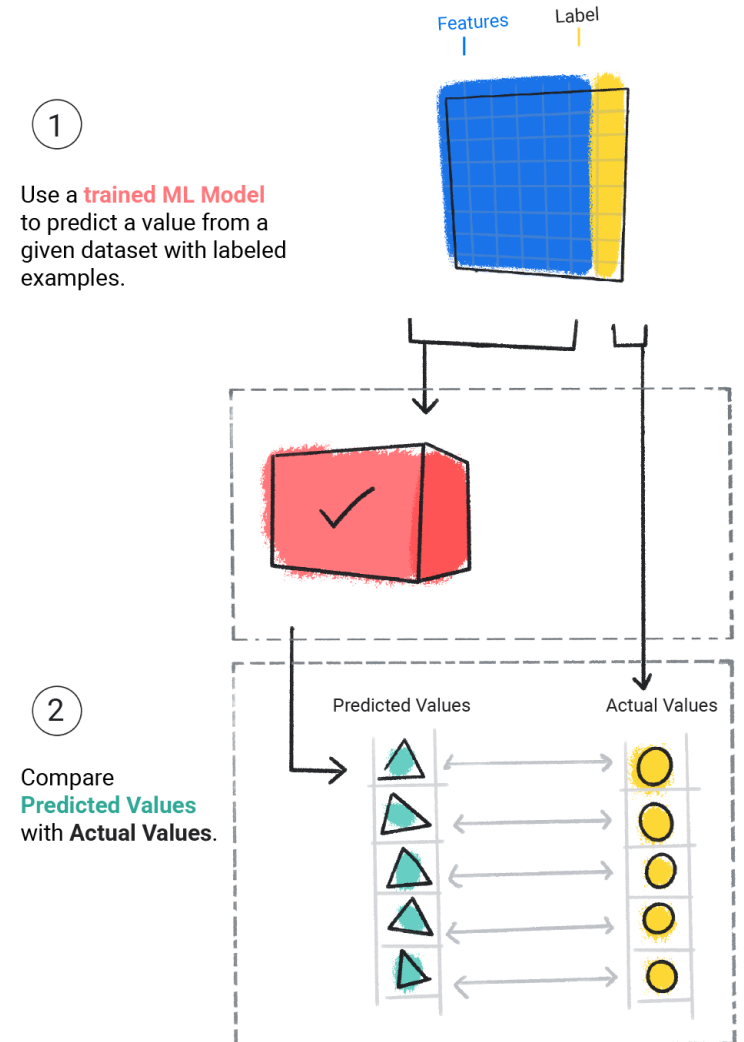 Features
Label
1
Use a trained ML Model
to predict a value from a
given dataset with labeled
examples.
2
Compare
Predicted Values
with Actual Values.
Predicted Values
Actual Values